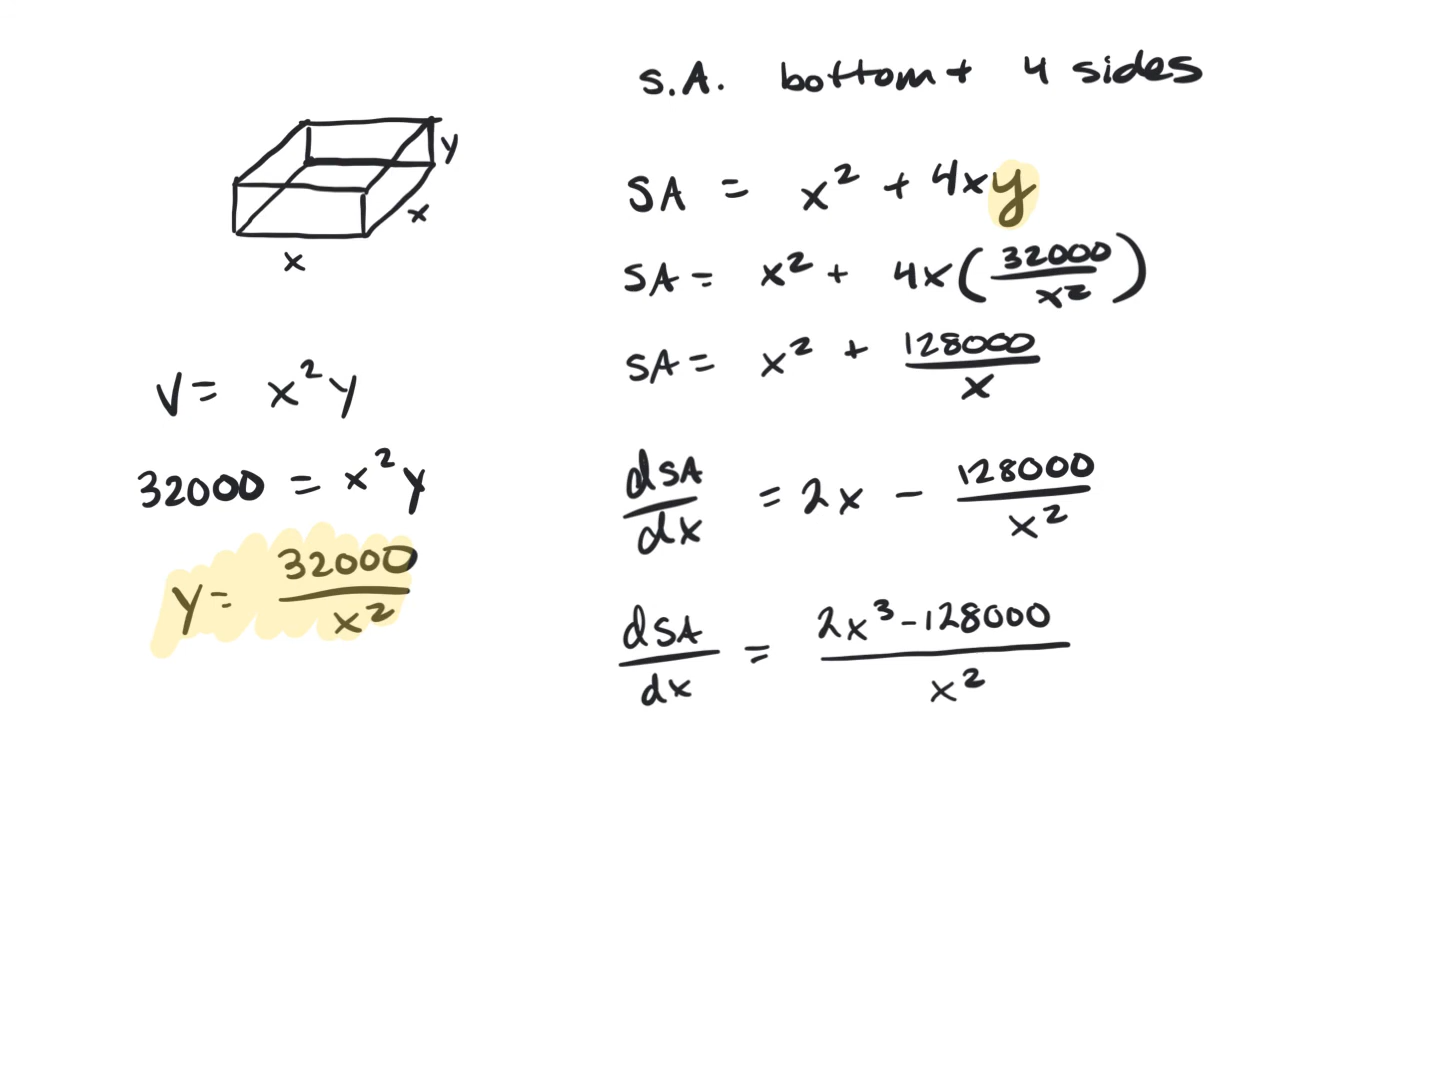 S.A. bottom + 4 sides
y
x
x
SA = x² + 4xy
SA = x² + 4x(32000/x²)
SA = x² + 128000/x
V = x²y
32000 = x²y
y = 32000/x²
dSA/dx = 2x - 128000/x²
dSA/dx = (2x³ - 128000)/x²